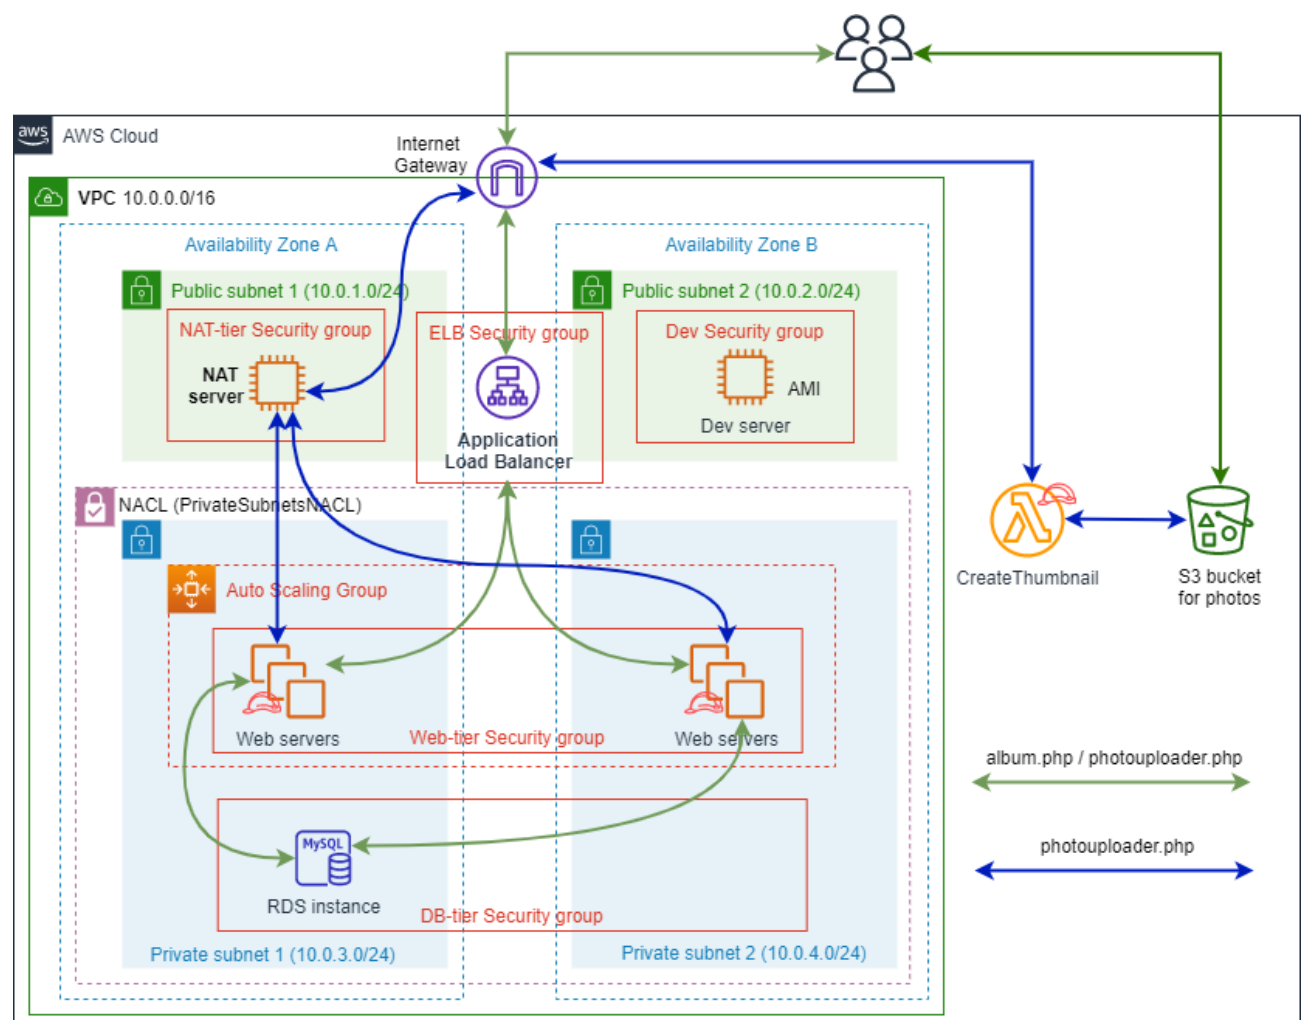 aws
AWS Cloud
Internet
Gateway
VPC 10.0.0.0/16
Availability Zone A
Availability Zone B
Public subnet 1 (10.0.1.0/24)
Public subnet 2 (10.0.2.0/24)
NAT-tier Security group
ELB Security group
Dev Security group
NAT
server
AMI
Dev server
Application
Load Balancer
NACL (PrivateSubnetsNACL)
Auto Scaling Group
CreateThumbnail
S3 bucket
for photos
Web servers
Web-tier Security group
Web servers
album.php / photouploader.php
photouploader.php
MySQL
RDS instance
DB-tier Security group
Private subnet 1 (10.0.3.0/24)
Private subnet 2 (10.0.4.0/24)